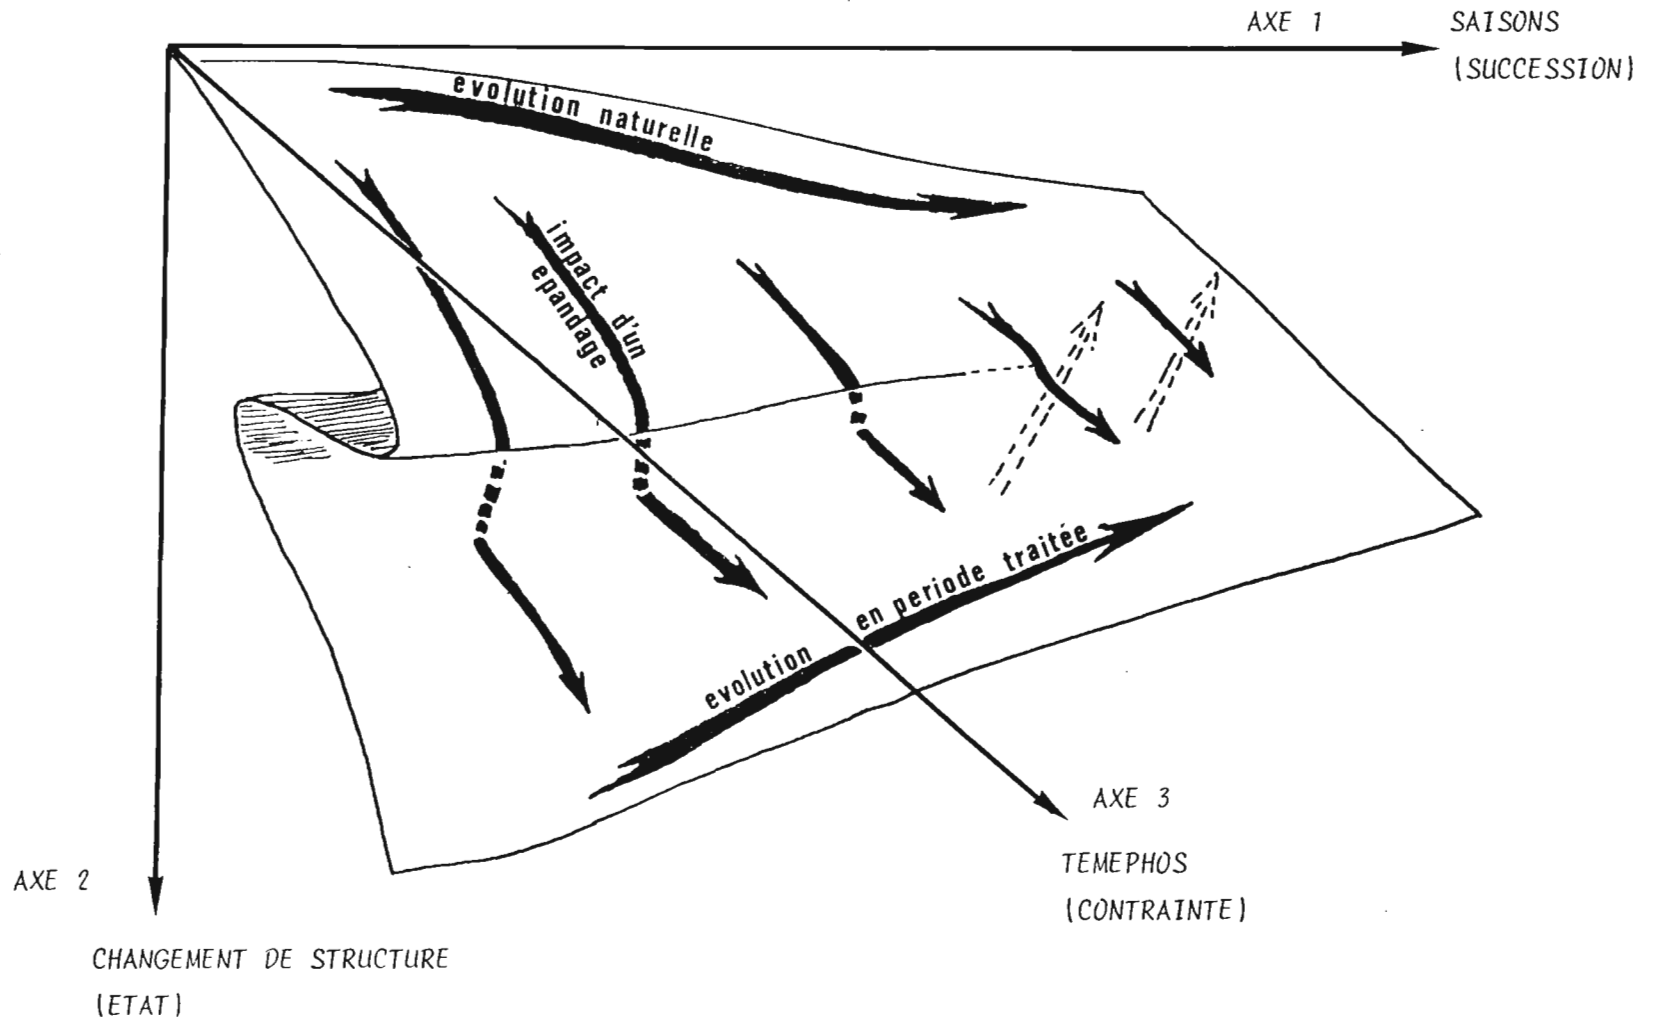 AXE 1
SAISONS
(SUCCESSION)
evolution naturelle
impact d'un
epandage
evolution en periode traitée
AXE 3
TEMEPHOS
(CONTRAINTE)
AXE 2
CHANGEMENT DE STRUCTURE
(ETAT)